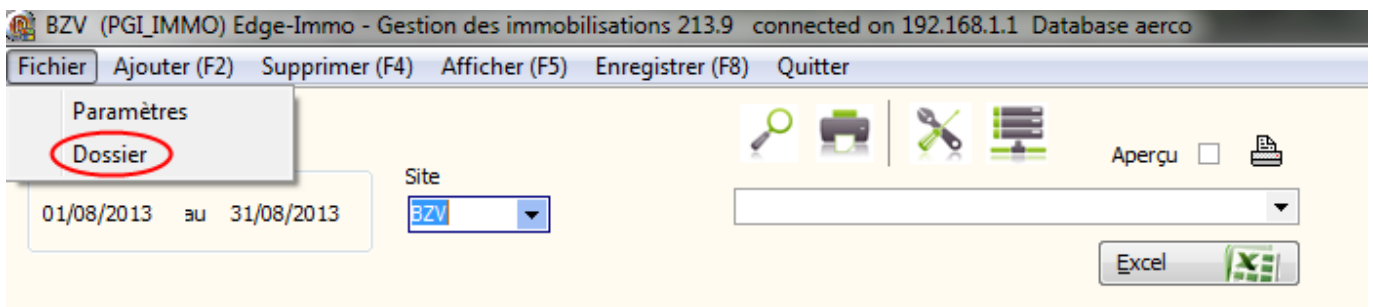 BZV (PGI_IMMO) Edge-Immo - Gestion des immobilisations 213.9 connected on 192.168.1.1 Database aerco
Fichier Ajouter (F2) Supprimer (F4) Afficher (F5) Enregistrer (F8) Quitter
Paramètres
Dossier
Aperçu
Site
01/08/2013 au 31/08/2013 BZV
Excel